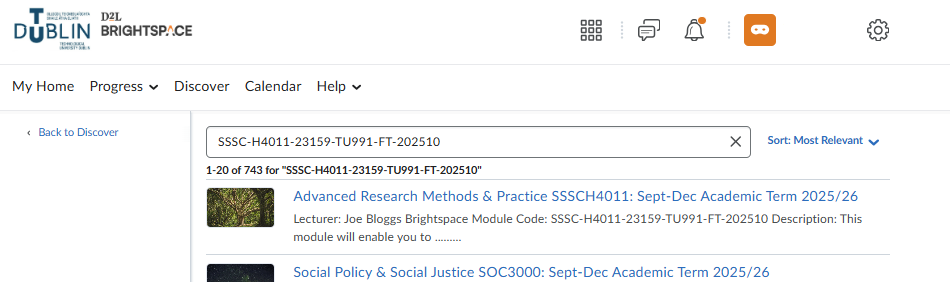 DUBLIN
TECHNOLOGICAL
UNIVERSITY DUBLIN
D2L
BRIGHTSPACE
My Home Progress Discover Calendar Help
Back to Discover
SSSC-H4011-23159-TU991-FT-202510
Sort: Most Relevant
1-20 of 743 for "SSSC-H4011-23159-TU991-FT-202510"
Advanced Research Methods & Practice SSSCH4011: Sept-Dec Academic Term 2025/26
Lecturer: Joe Bloggs Brightspace Module Code: SSSC-H4011-23159-TU991-FT-202510 Description: This
module will enable you to .........
Social Policy & Social Justice SOC3000: Sept-Dec Academic Term 2025/26